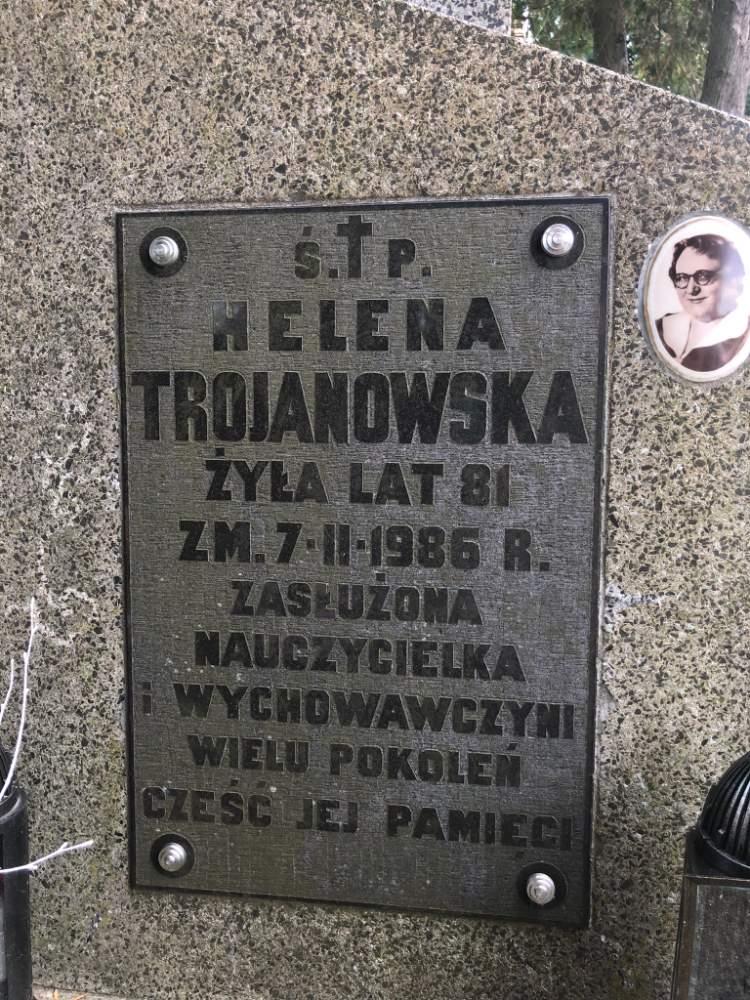 Ś.✝P.
HELENA
TROJANOWSKA
ŻYŁA LAT 81
ZM. 7·II·1986 R.
ZASŁUŻONA
NAUCZYCIELKA
i WYCHOWAWCZYNI
WIELU POKOLEŃ
CZEŚĆ JEJ PAMIĘCI